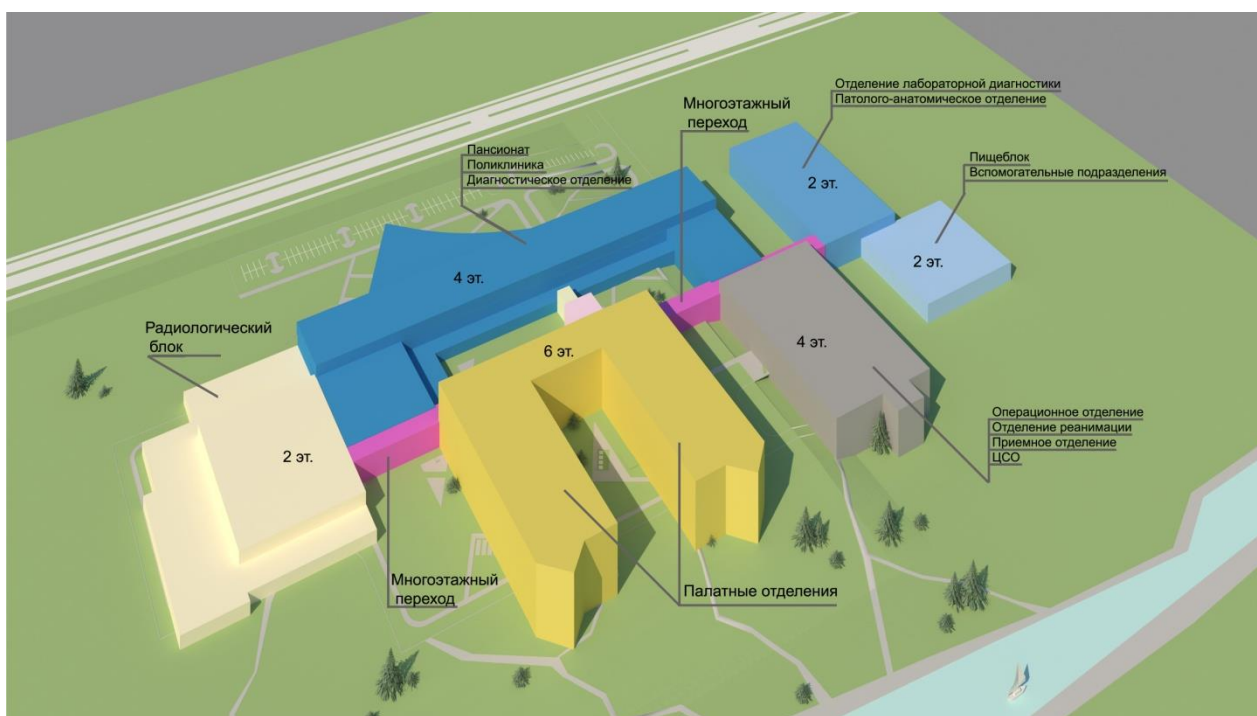 Отделение лабораторной диагностики
Патолого-анатомическое отделение
Многоэтажный
переход
Пансионат
Поликлиника
Диагностическое отделение
Пищеблок
Вспомогательные подразделения
2 эт.
2 эт.
4 эт.
Радиологический
блок
6 эт.
4 эт.
Операционное отделение
Отделение реанимации
Приемное отделение
ЦСО
2 эт.
Многоэтажный
переход
Палатные отделения